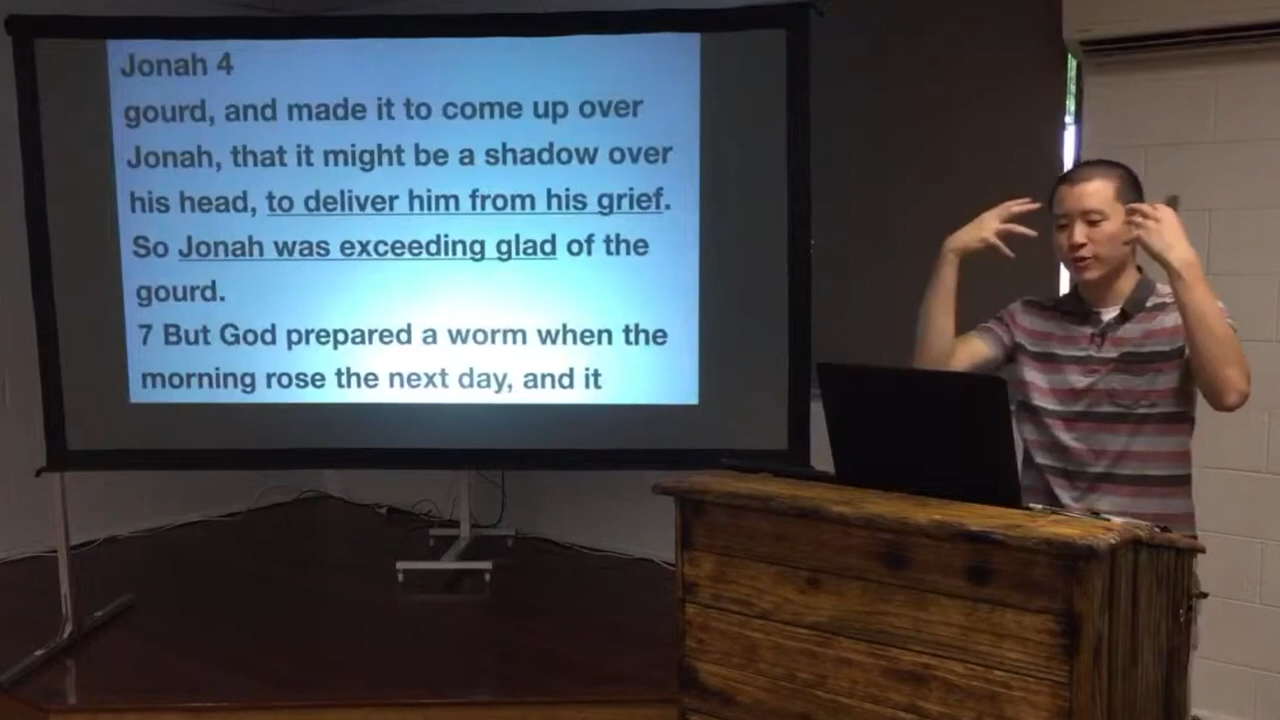 Jonah 4
gourd, and made it to come up over
Jonah, that it might be a shadow over
his head, to deliver him from his grief.
So Jonah was exceeding glad of the
gourd.
7 But God prepared a worm when the
morning rose the next day, and it